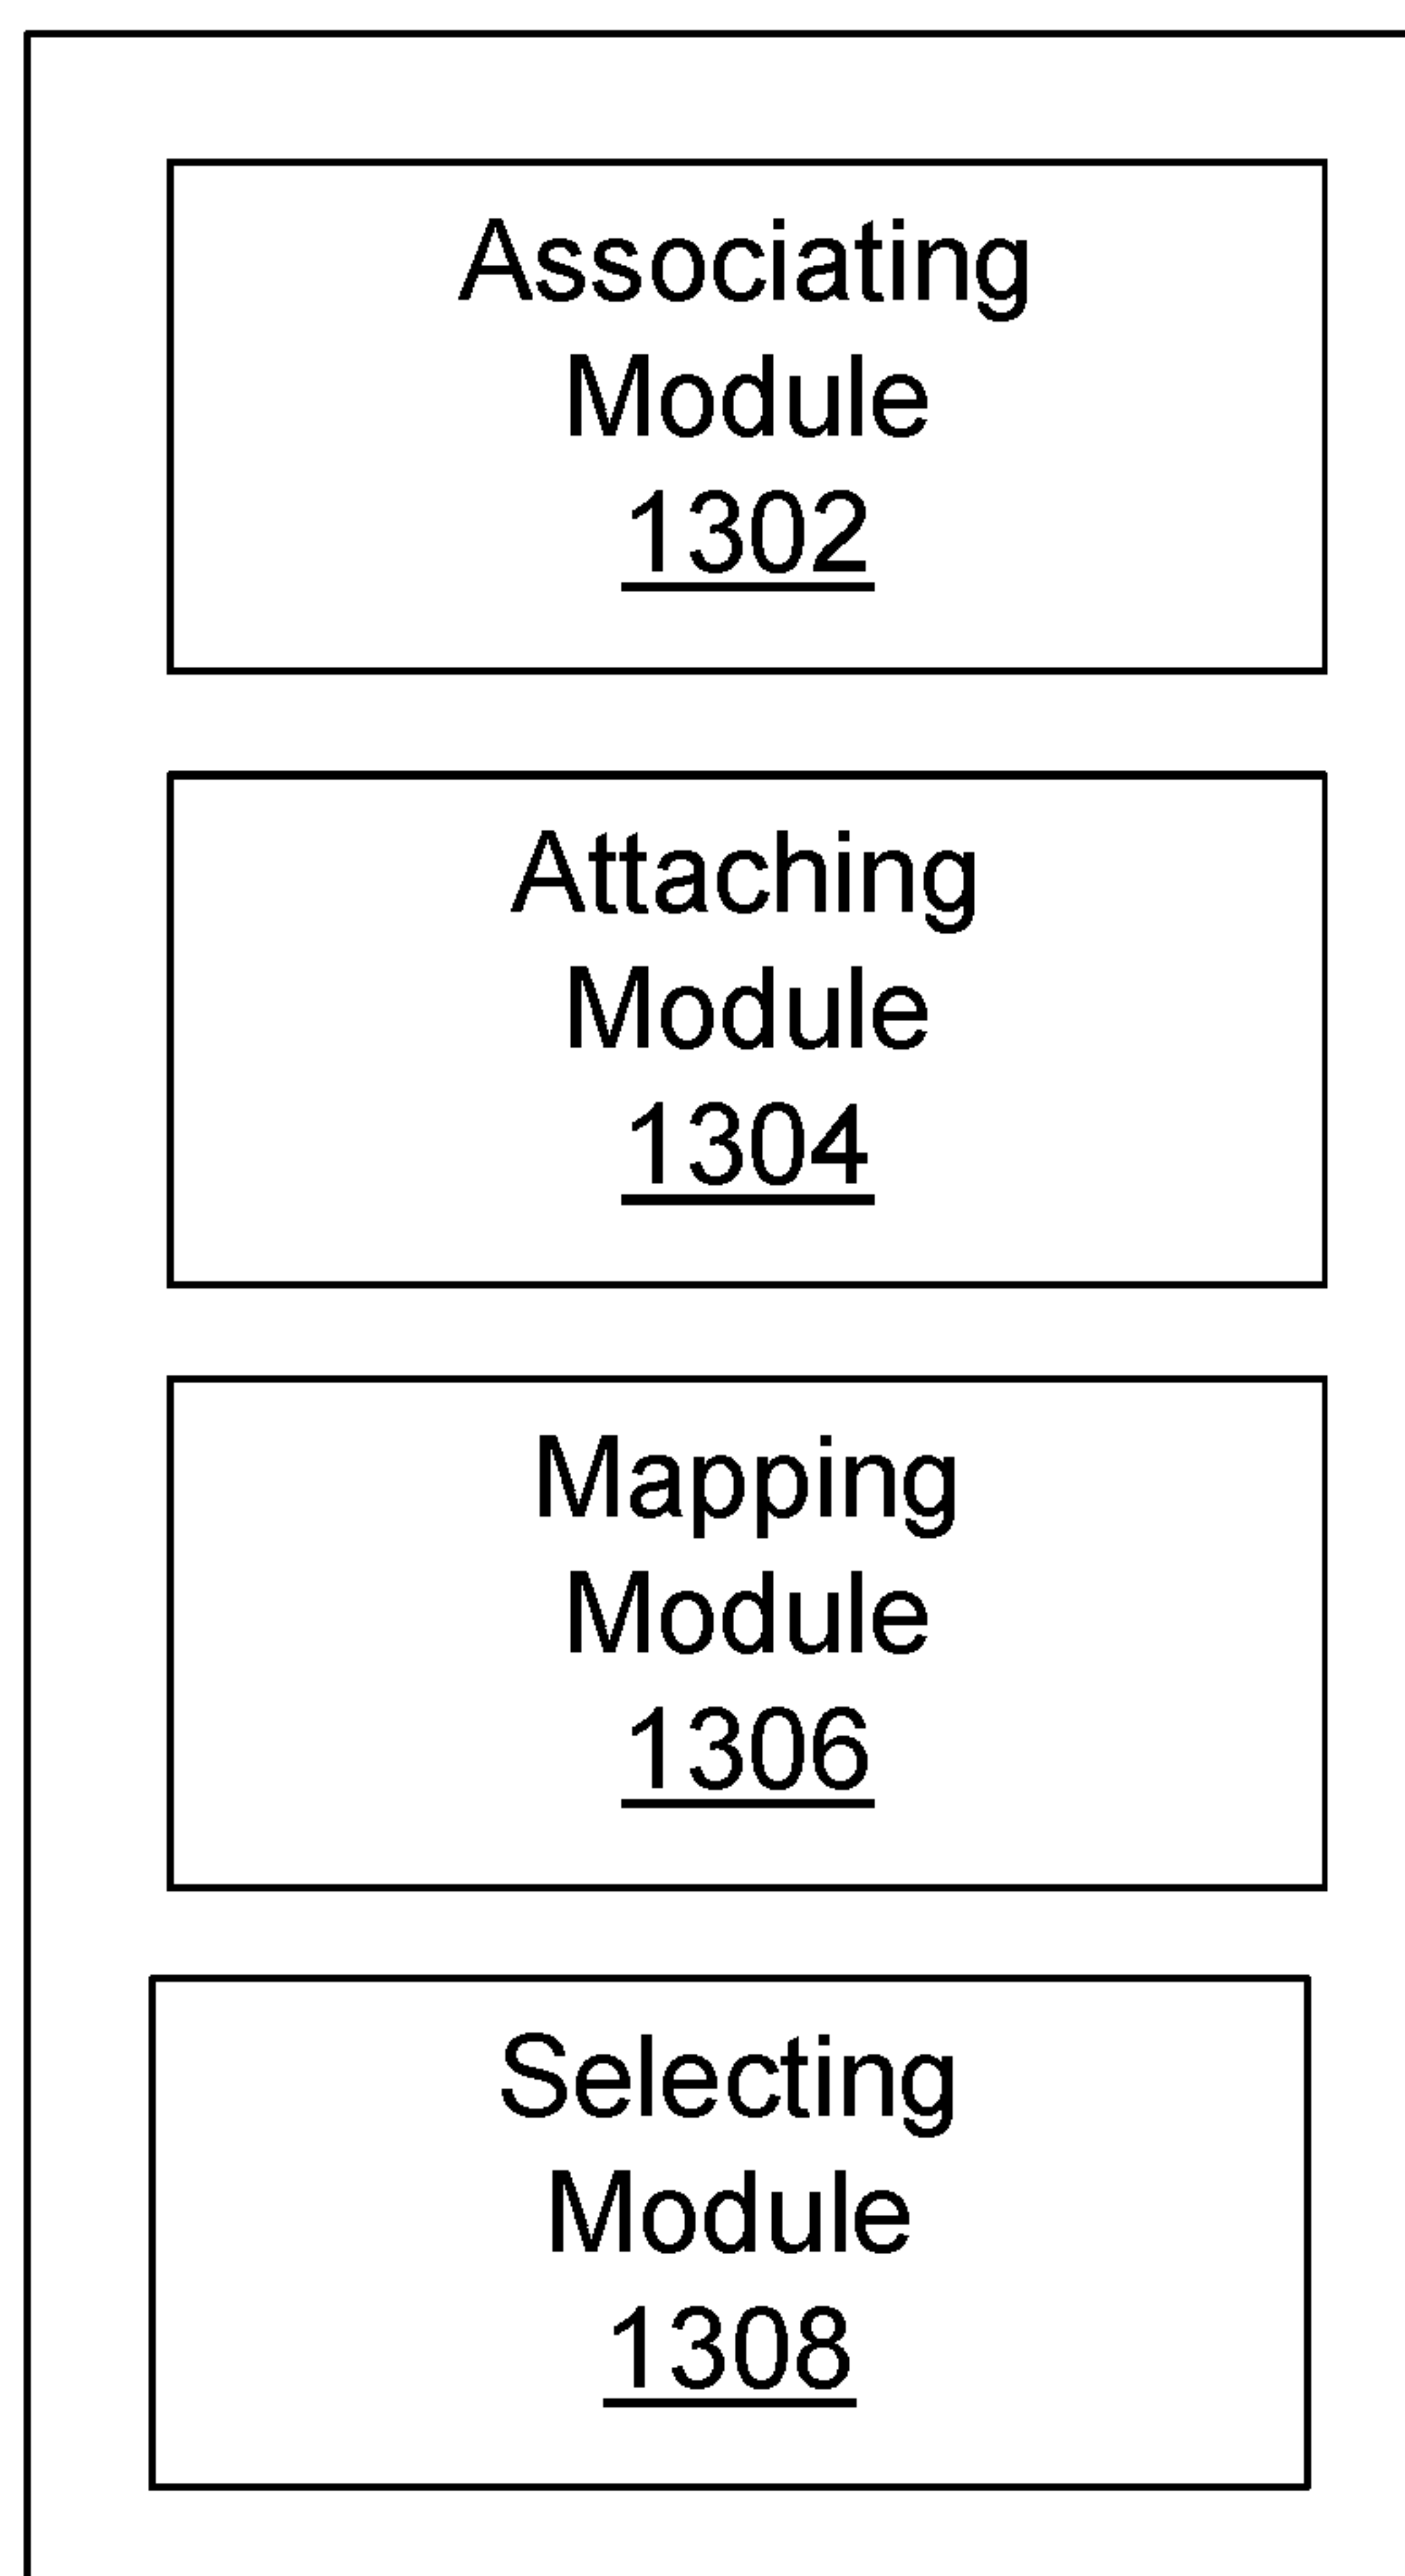 Associating
Module
1302
Attaching
Module
1304
Mapping
Module
1306
Selecting
Module
1308